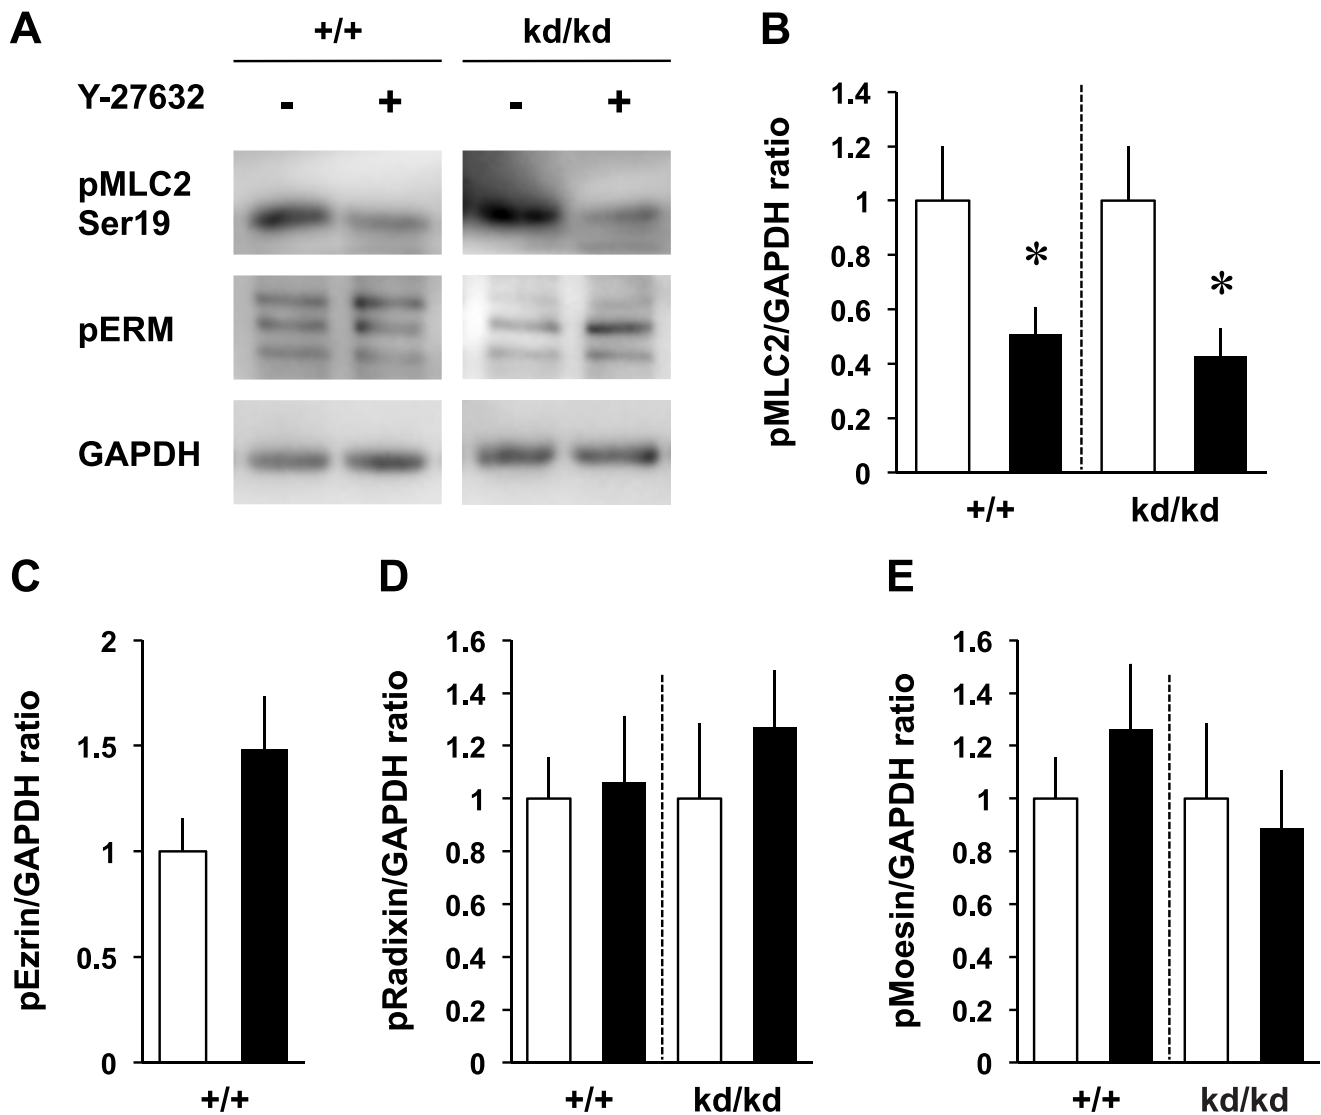 A
+/+
kd/kd
Y-27632
- + - +
pMLC2
Ser19
pERM
GAPDH
B
pMLC2/GAPDH ratio
1.4
1.2
1
0.8
0.6
0.4
0.2
0
*
*
+/+
kd/kd
C
pEzrin/GAPDH ratio
2
1.5
1
0.5
0
+/+
D
pRadixin/GAPDH ratio
1.6
1.4
1.2
1
0.8
0.6
0.4
0.2
0
+/+
kd/kd
E
pMoesin/GAPDH ratio
1.6
1.4
1.2
1
0.8
0.6
0.4
0.2
0
+/+
kd/kd